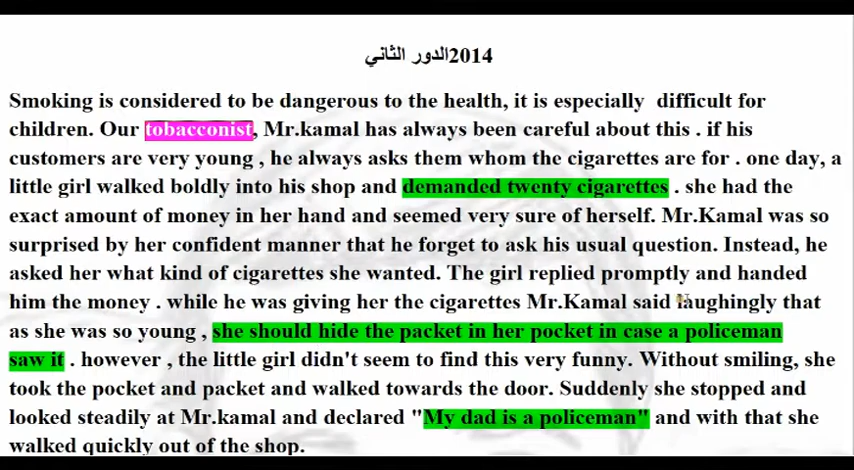 2014الدور الثاني
Smoking is considered to be dangerous to the health, it is especially difficult for
children. Our tobacconist, Mr.kamal has always been careful about this . if his
customers are very young , he always asks them whom the cigarettes are for . one day, a
little girl walked boldly into his shop and demanded twenty cigarettes . she had the
exact amount of money in her hand and seemed very sure of herself. Mr.Kamal was so
surprised by her confident manner that he forget to ask his usual question. Instead, he
asked her what kind of cigarettes she wanted. The girl replied promptly and handed
him the money . while he was giving her the cigarettes Mr.Kamal said laughingly that
as she was so young , she should hide the packet in her pocket in case a policeman
saw it . however , the little girl didn't seem to find this very funny. Without smiling, she
took the pocket and packet and walked towards the door. Suddenly she stopped and
looked steadily at Mr.kamal and declared "My dad is a policeman" and with that she
walked quickly out of the shop.